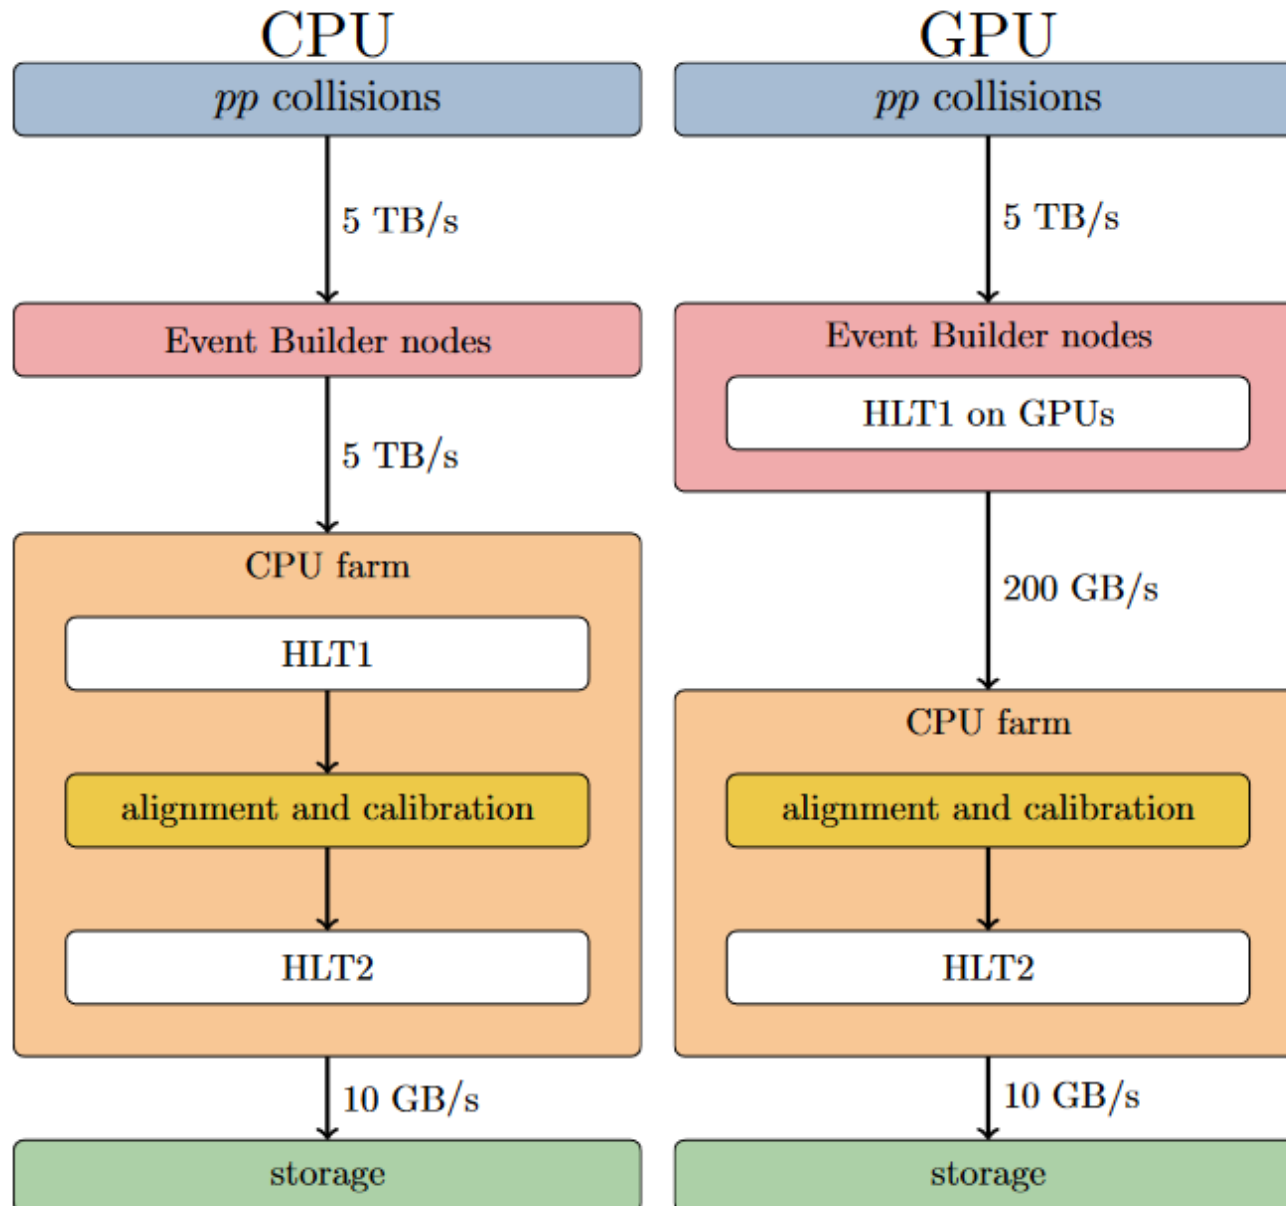 CPU
pp collisions
5 TB/s
Event Builder nodes
5 TB/s
CPU farm
HLT1
alignment and calibration
HLT2
10 GB/s
storage
GPU
pp collisions
5 TB/s
Event Builder nodes
HLT1 on GPUs
200 GB/s
CPU farm
alignment and calibration
HLT2
10 GB/s
storage